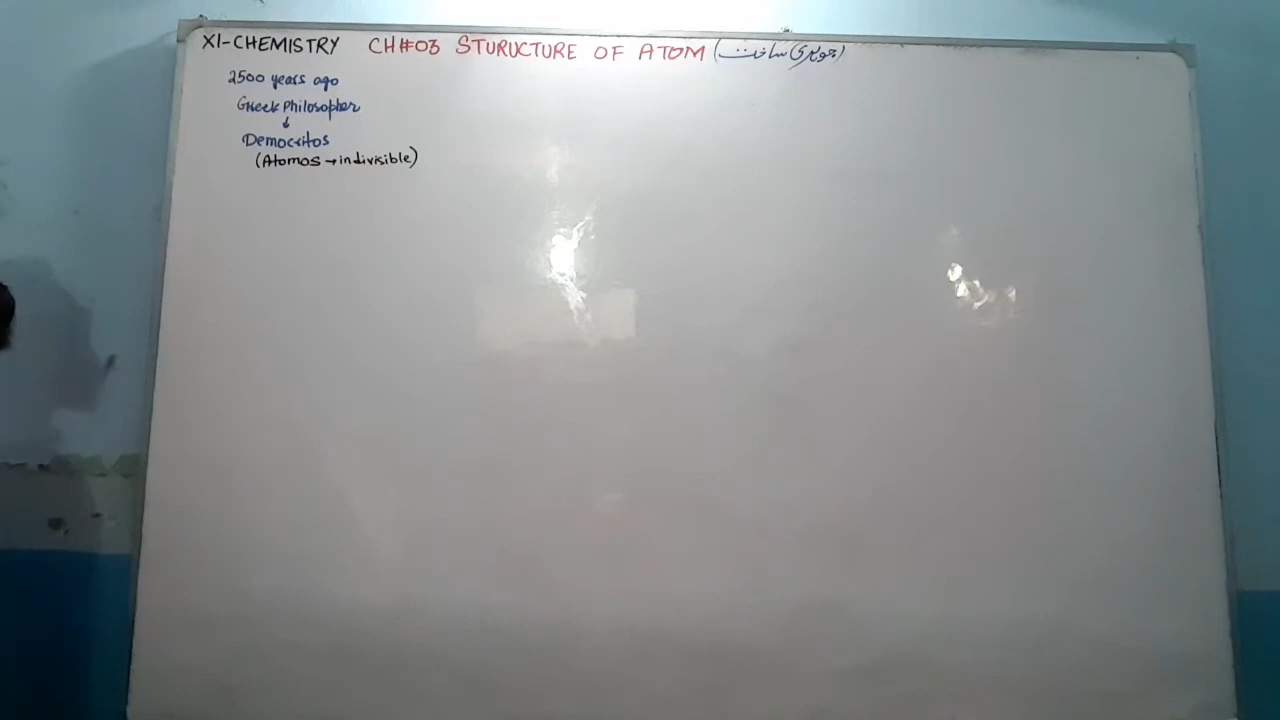 XI-CHEMISTRY CH#03 STURUCTURE OF ATOM (جوہری ساخت)
2500 years ago
Greek Philosopher
↓
Democritos
(Atomos → indivisible)